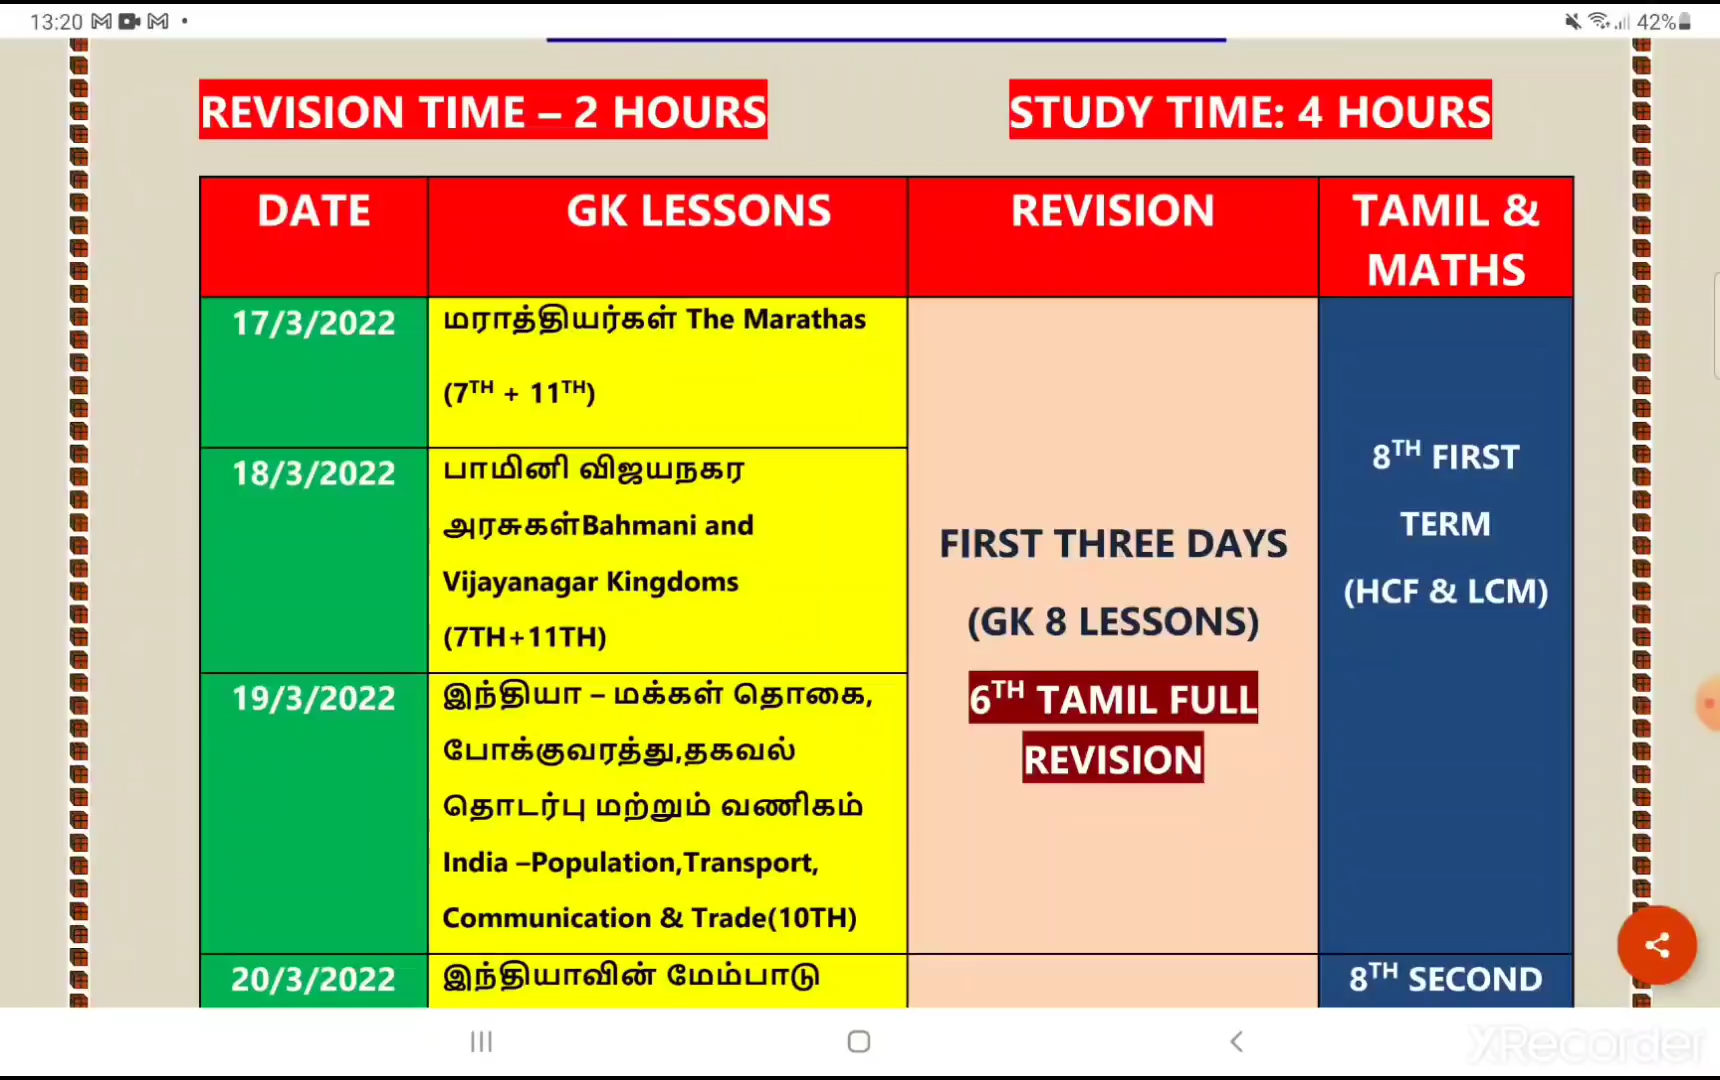 13:20
42%
REVISION TIME – 2 HOURS
STUDY TIME: 4 HOURS
DATE
GK LESSONS
REVISION
TAMIL &
MATHS
17/3/2022
மராத்தியர்கள் The Marathas
(7TH + 11TH)
18/3/2022
பாமினி விஜயநகர
அரசுகள்Bahmani and
Vijayanagar Kingdoms
(7TH+11TH)
19/3/2022
இந்தியா – மக்கள் தொகை,
போக்குவரத்து,தகவல்
தொடர்பு மற்றும் வணிகம்
India –Population,Transport,
Communication & Trade(10TH)
FIRST THREE DAYS
(GK 8 LESSONS)
6TH TAMIL FULL
REVISION
8TH FIRST
TERM
(HCF & LCM)
20/3/2022
இந்தியாவின் மேம்பாடு
8TH SECOND
XRecorder